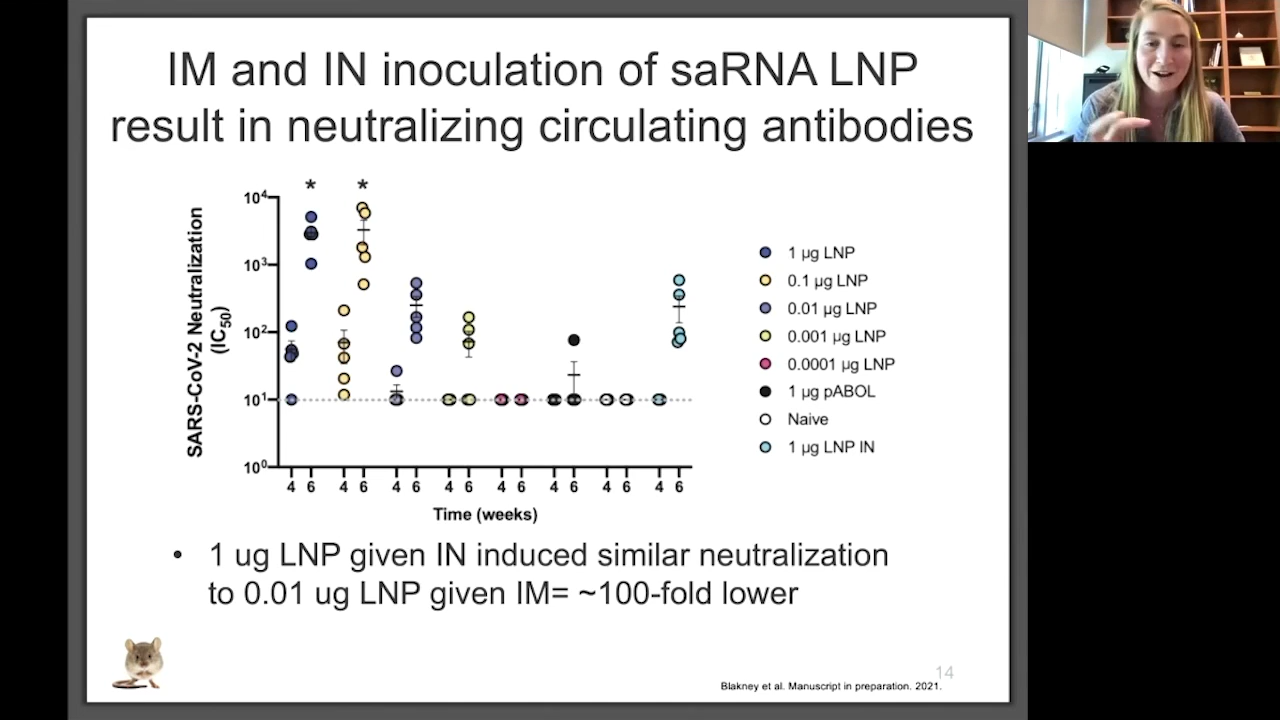 IM and IN inoculation of saRNA LNP
result in neutralizing circulating antibodies
* *
SARS-CoV-2 Neutralization
(IC50)
10⁴
10³
10²
10¹
10⁰
4 6 4 6 4 6 4 6 4 6 4 6 4 6 4 6
Time (weeks)
1 µg LNP
0.1 µg LNP
0.01 µg LNP
0.001 µg LNP
0.0001 µg LNP
1 µg pABOL
Naive
1 µg LNP IN
• 1 ug LNP given IN induced similar neutralization
to 0.01 ug LNP given IM= ~100-fold lower
14
Blakney et al. Manuscript in preparation. 2021.